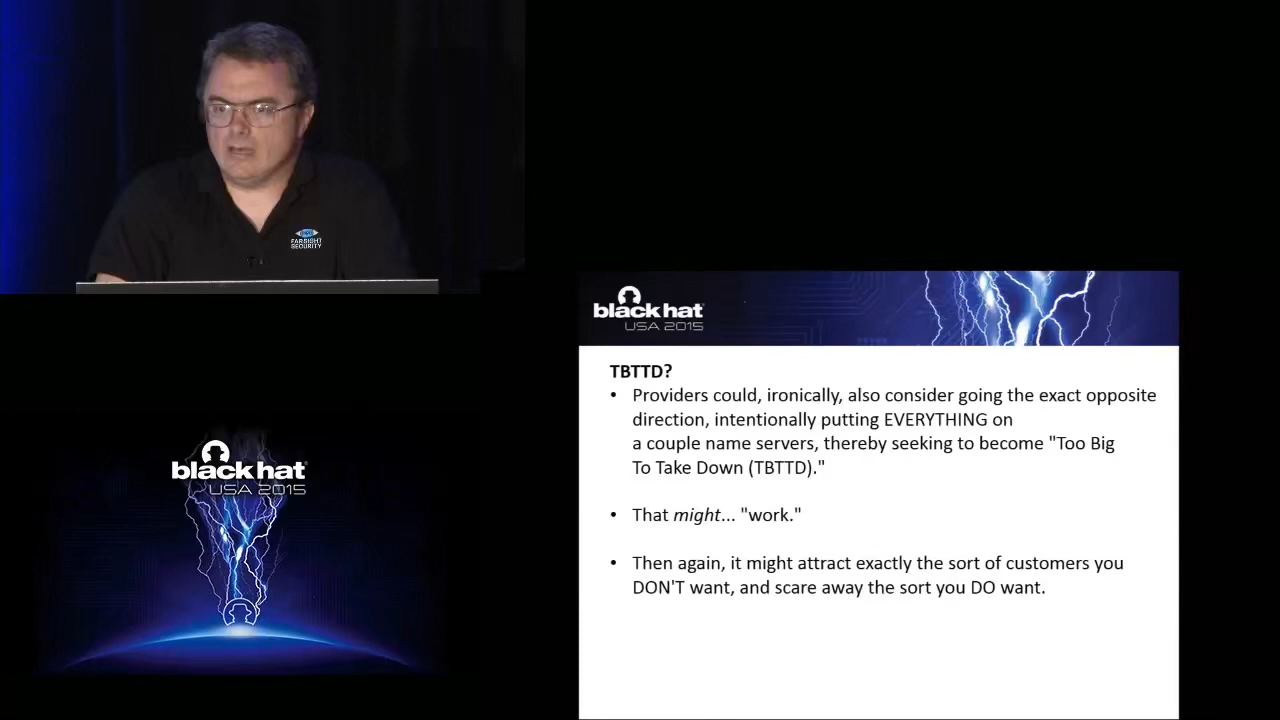 FARSIGHT
SECURITY
black hat
USA 2015
black hat
USA 2015
TBTTD?
• Providers could, ironically, also consider going the exact opposite
direction, intentionally putting EVERYTHING on
a couple name servers, thereby seeking to become "Too Big
To Take Down (TBTTD)."
• That might... "work."
• Then again, it might attract exactly the sort of customers you
DON'T want, and scare away the sort you DO want.